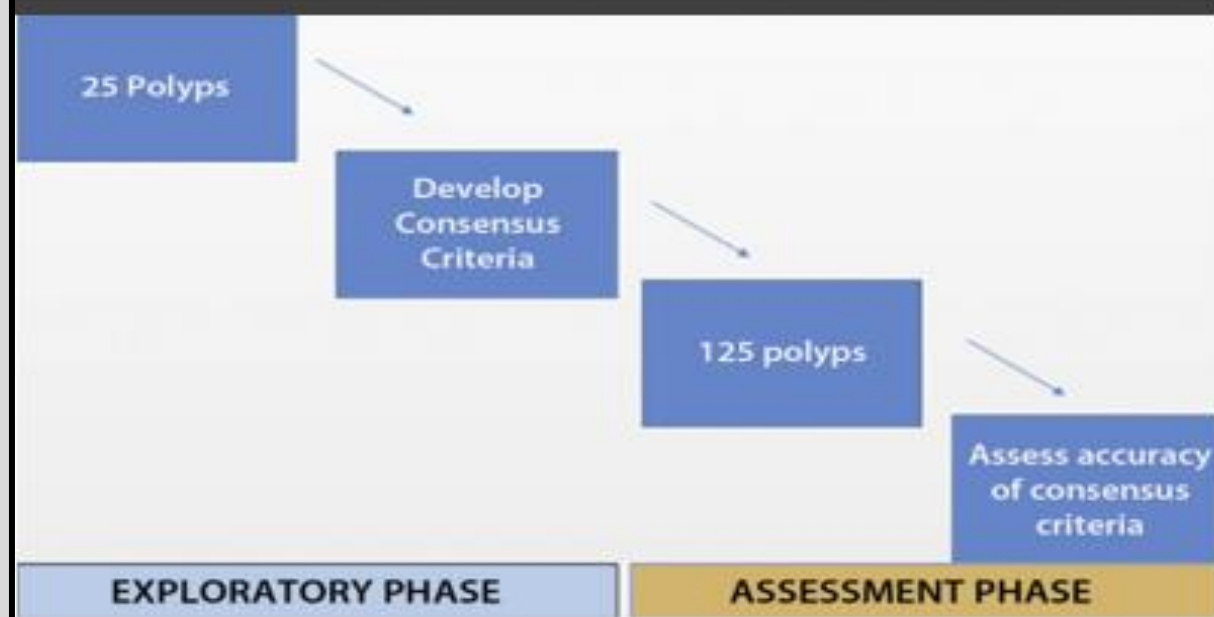 25 Polyps
Develop
Consensus
Criteria
125 polyps
Assess accuracy
of consensus
criteria
EXPLORATORY PHASE
ASSESSMENT PHASE